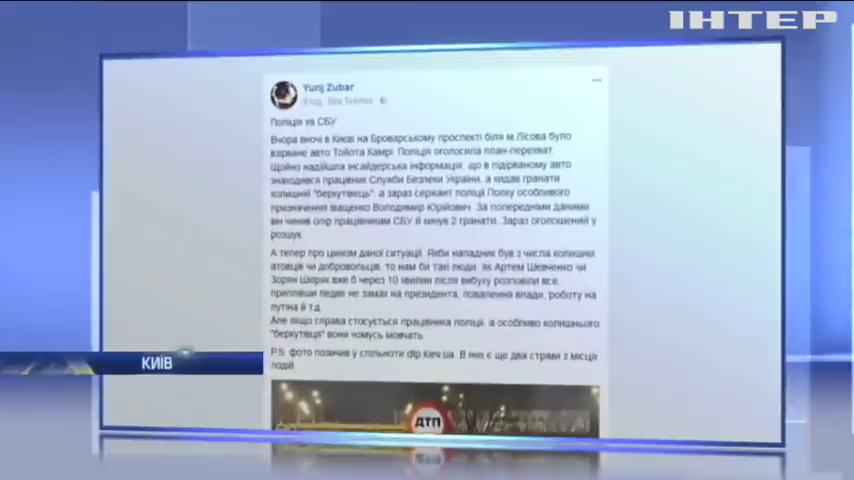 ІНТЕР
Yurij Zubar
Поліція vs СБУ
Вчора вночі в Києві на Броварському проспекті біля м.Лісова було
взірване авто Тойота Камрі. Поліція оголосила план-перехват.
Щойно надійшла інсайдерська інформація, що в підірваному авто
знаходився працівник Служби Безпеки України, а кидав гранати
колишній "беркутівець", а зараз сержант поліції Полку особливого
призначення Іващенко Володимир Юрійович. За попередніми даними
він чинив опір працівникам СБУ й кинув 2 гранати. Зараз оголошений у
розшук.
А тепер про цинізм даної ситуації. Якби нападник був з числа колишніх
атовців чи добровольців, то нам би такі люди, як Артем Шевченко чи
Зорян Шкіряк вже б через 10 хвилин після вибуху розповіли все,
приплівши ледве не замах на президента, повалення влади, роботу на
путіна й т.д.
Але якщо справа стосується працівника поліції, а особливо колишнього
"беркутівця" вони чомусь мовчать.
P.S. фото позичив у спільноти dtp.kiev.ua. В них є ще два стріми з місця
подій.
КИЇВ
ДТП